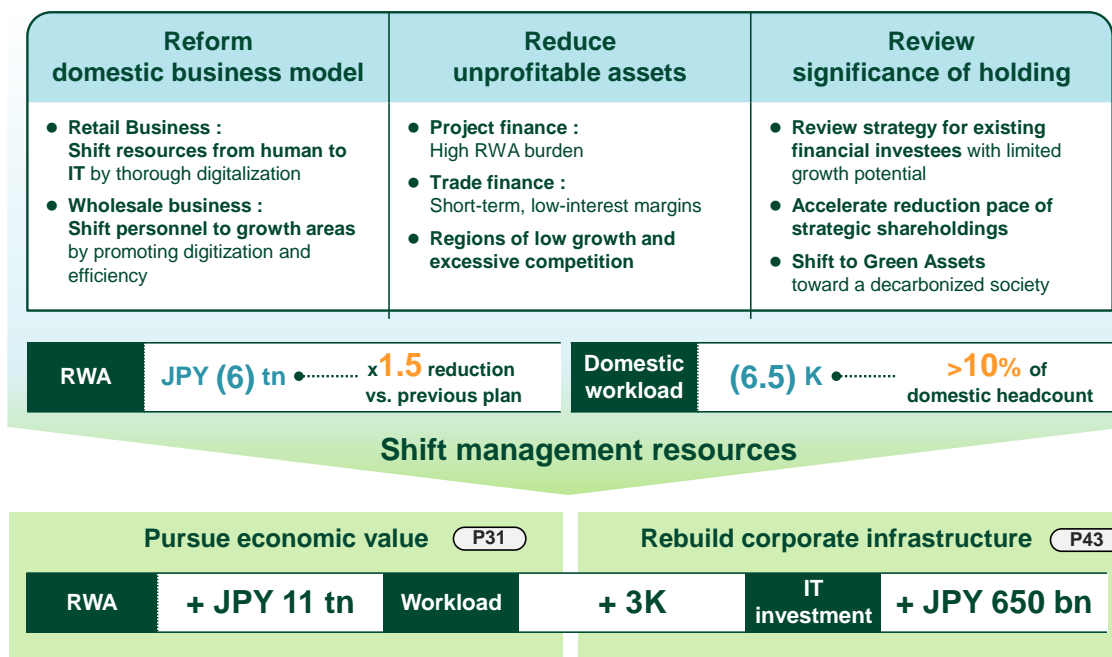 Reform
domestic business model
Reduce
unprofitable assets
Review
significance of holding
● Retail Business :
Shift resources from human to
IT by thorough digitalization
● Wholesale business :
Shift personnel to growth areas
by promoting digitization and
efficiency
● Project finance :
High RWA burden
● Trade finance :
Short-term, low-interest margins
● Regions of low growth and
excessive competition
● Review strategy for existing
financial investees with limited
growth potential
● Accelerate reduction pace of
strategic shareholdings
● Shift to Green Assets
toward a decarbonized society
RWA
JPY (6) tn
x1.5 reduction
vs. previous plan
Domestic
workload
(6.5) K
>10% of
domestic headcount
Shift management resources
Pursue economic value P31
Rebuild corporate infrastructure P43
RWA
+ JPY 11 tn
Workload
+ 3K
IT
investment
+ JPY 650 bn